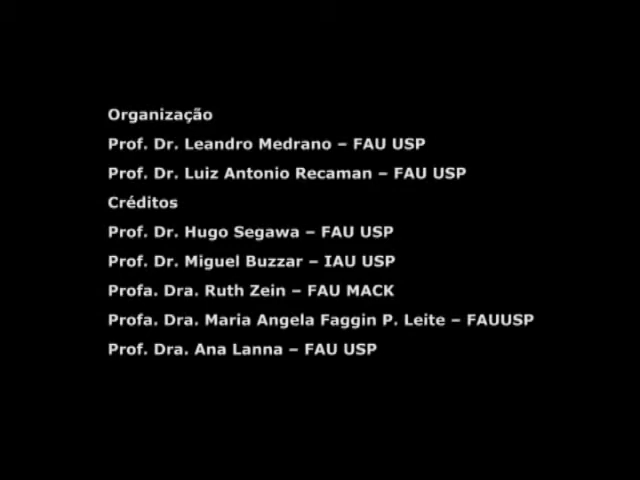 Organização
Prof. Dr. Leandro Medrano – FAU USP
Prof. Dr. Luiz Antonio Recaman – FAU USP
Créditos
Prof. Dr. Hugo Segawa – FAU USP
Prof. Dr. Miguel Buzzar – IAU USP
Profa. Dra. Ruth Zein – FAU MACK
Profa. Dra. Maria Angela Faggin P. Leite – FAUUSP
Prof. Dra. Ana Lanna – FAU USP